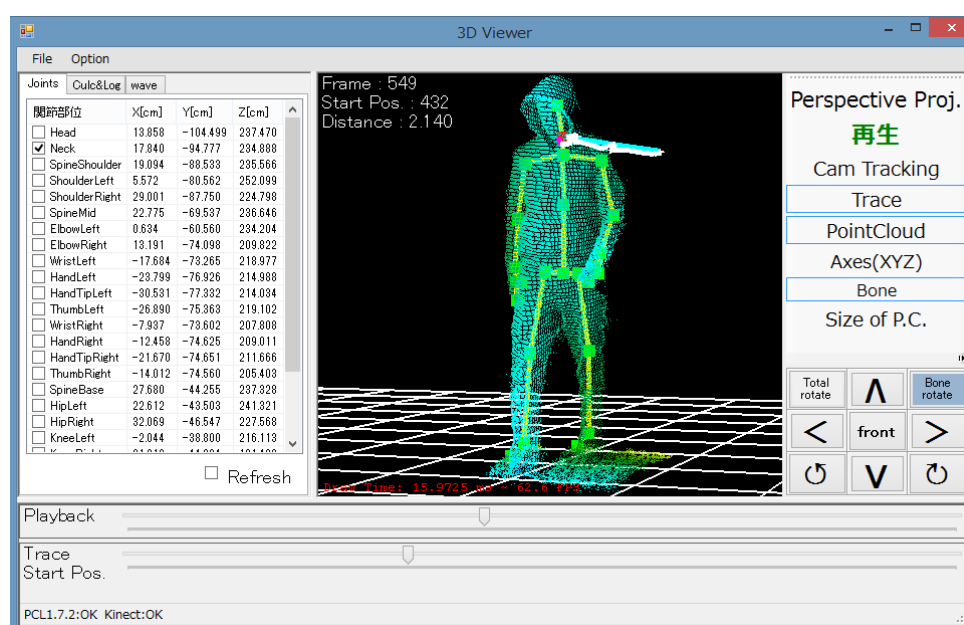 3D Viewer
File Option
Joints Culc&Log wave
関節部位 X[cm] Y[cm] Z[cm]
Head 13.858 -104.499 237.470
Neck 17.840 -94.777 234.888
SpineShoulder 19.094 -88.533 235.566
ShoulderLeft 5.572 -80.562 252.099
ShoulderRight 29.001 -87.750 224.798
SpineMid 22.775 -69.537 236.646
ElbowLeft 0.634 -60.560 234.204
ElbowRight 13.191 -74.098 209.822
WristLeft -17.684 -73.265 218.977
HandLeft -23.799 -76.926 214.988
HandTipLeft -30.531 -77.332 214.034
ThumbLeft -26.890 -75.363 219.102
WristRight -7.937 -73.602 207.808
HandRight -12.458 -74.625 209.011
HandTipRight -21.670 -74.651 211.666
ThumbRight -14.012 -74.560 205.403
SpineBase 27.680 -44.255 237.328
HipLeft 22.612 -43.503 241.321
HipRight 32.069 -46.547 227.568
KneeLeft -2.044 -38.800 216.113
Refresh
Frame : 549
Start Pos. : 432
Distance : 2.140
Draw Time: 15.9725 ms ~ 62.6 FPS
Perspective Proj.
再生
Cam Tracking
Trace
PointCloud
Axes(XYZ)
Bone
Size of P.C.
Total rotate
Bone rotate
front
Playback
Trace
Start Pos.
PCL1.7.2:OK Kinect:OK